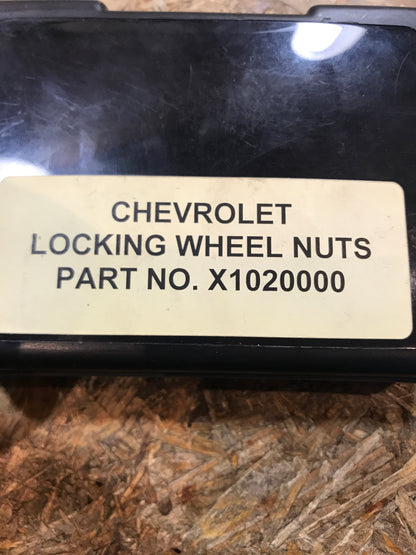 CHEVROLET
LOCKING WHEEL NUTS
PART NO. X1020000